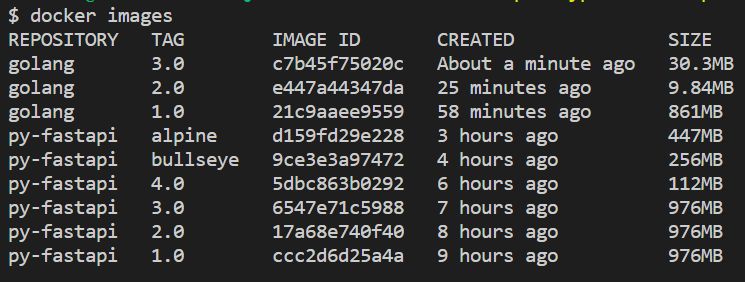 $ docker images
REPOSITORY TAG IMAGE ID CREATED SIZE
golang 3.0 c7b45f75020c About a minute ago 30.3MB
golang 2.0 e447a44347da 25 minutes ago 9.84MB
golang 1.0 21c9aaee9559 58 minutes ago 861MB
py-fastapi alpine d159fd29e228 3 hours ago 447MB
py-fastapi bullseye 9ce3e3a97472 4 hours ago 256MB
py-fastapi 4.0 5dbc863b0292 6 hours ago 112MB
py-fastapi 3.0 6547e71c5988 7 hours ago 976MB
py-fastapi 2.0 17a68e740f40 8 hours ago 976MB
py-fastapi 1.0 ccc2d6d25a4a 9 hours ago 976MB